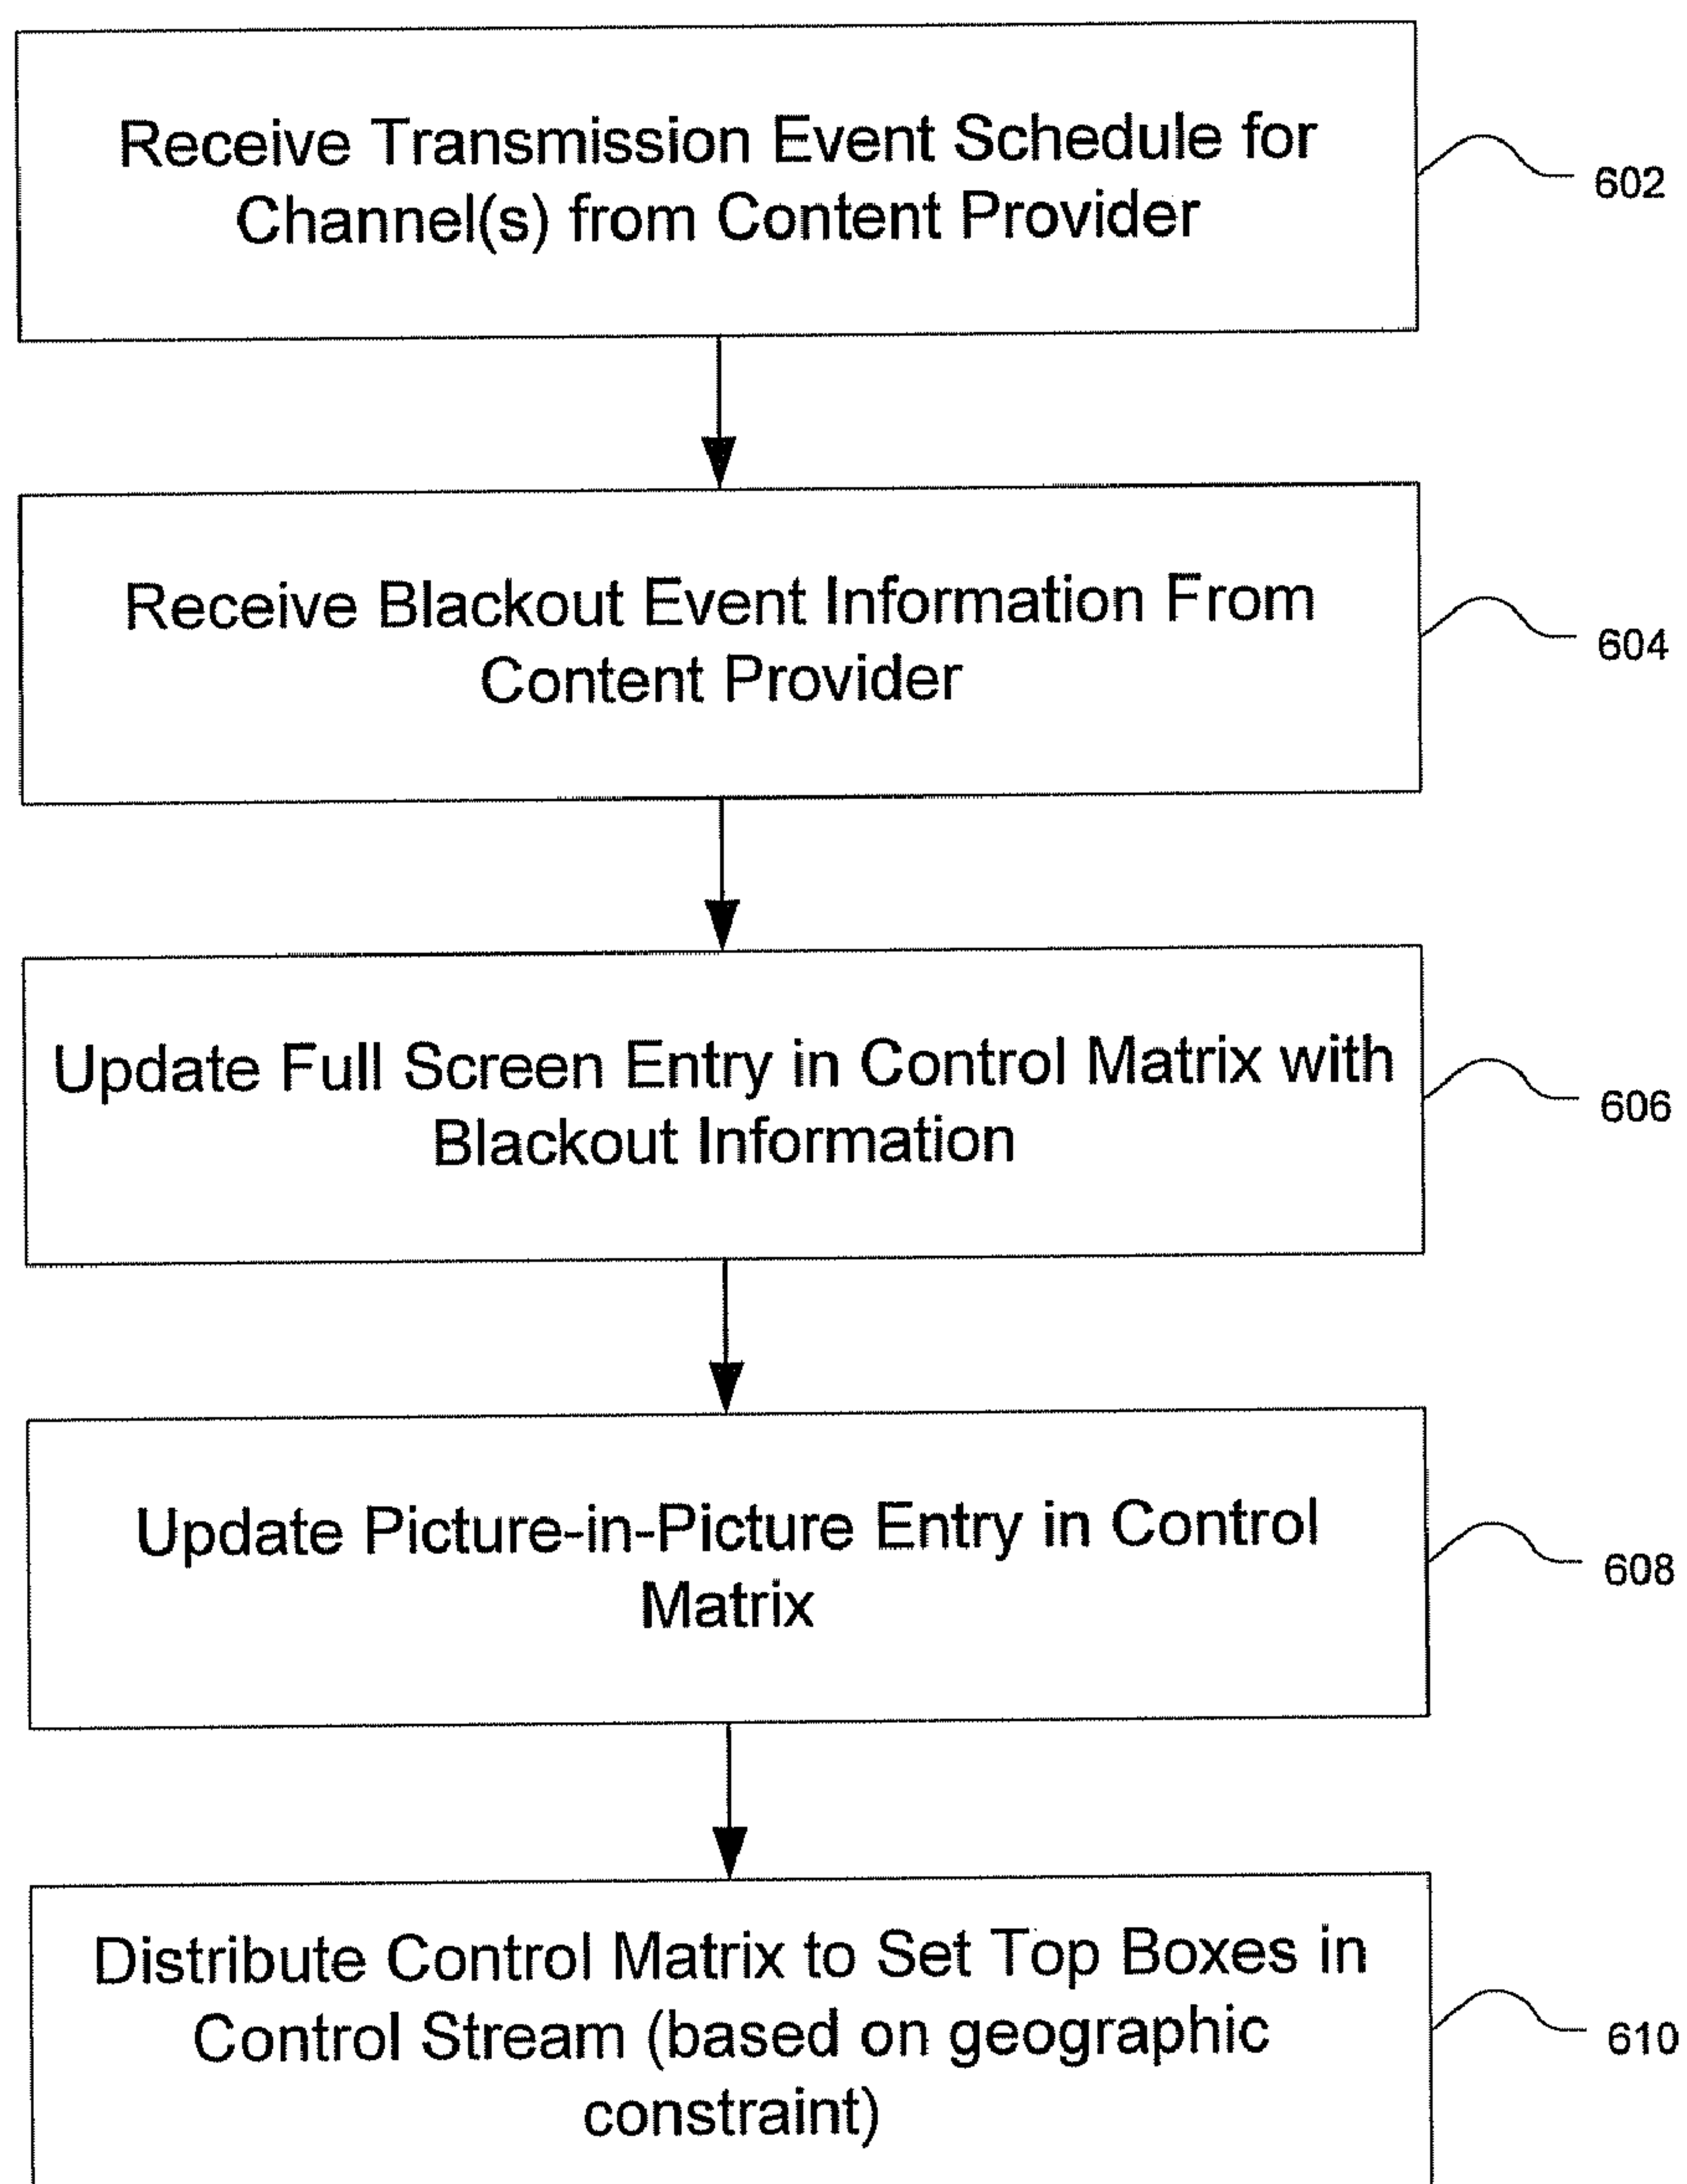 Receive Transmission Event Schedule for
Channel(s) from Content Provider
602
Receive Blackout Event Information From
Content Provider
604
Update Full Screen Entry in Control Matrix with
Blackout Information
606
Update Picture-in-Picture Entry in Control
Matrix
608
Distribute Control Matrix to Set Top Boxes in
Control Stream (based on geographic
constraint)
610